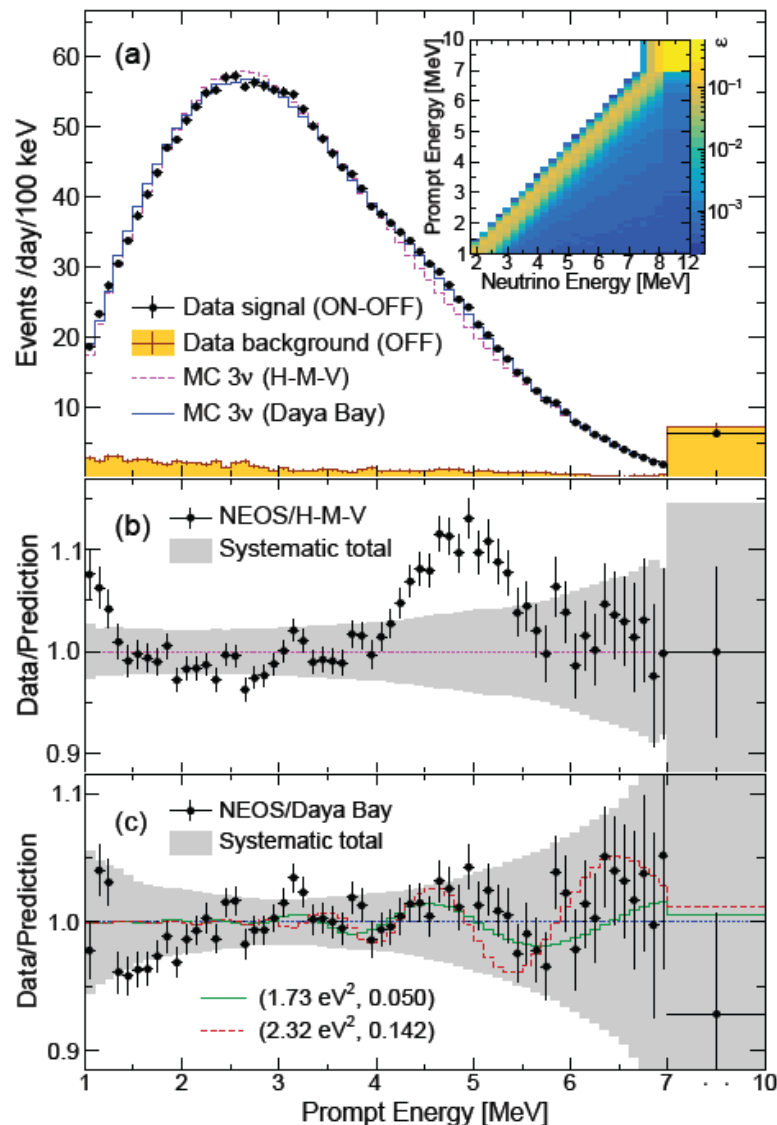 (a)
Events /day/100 keV
60
50
40
30
20
10
Data signal (ON-OFF)
Data background (OFF)
MC 3ν (H-M-V)
MC 3ν (Daya Bay)
Prompt Energy [MeV]
10
7
6
5
4
3
2
1
2 3 4 5 6 7 8 10 12
Neutrino Energy [MeV]
ε
10⁻¹
10⁻²
10⁻³
(b)
Data/Prediction
1.1
1.0
0.9
NEOS/H-M-V
Systematic total
(c)
Data/Prediction
1.1
1.0
0.9
NEOS/Daya Bay
Systematic total
(1.73 eV², 0.050)
(2.32 eV², 0.142)
1 2 3 4 5 6 7 10
Prompt Energy [MeV]